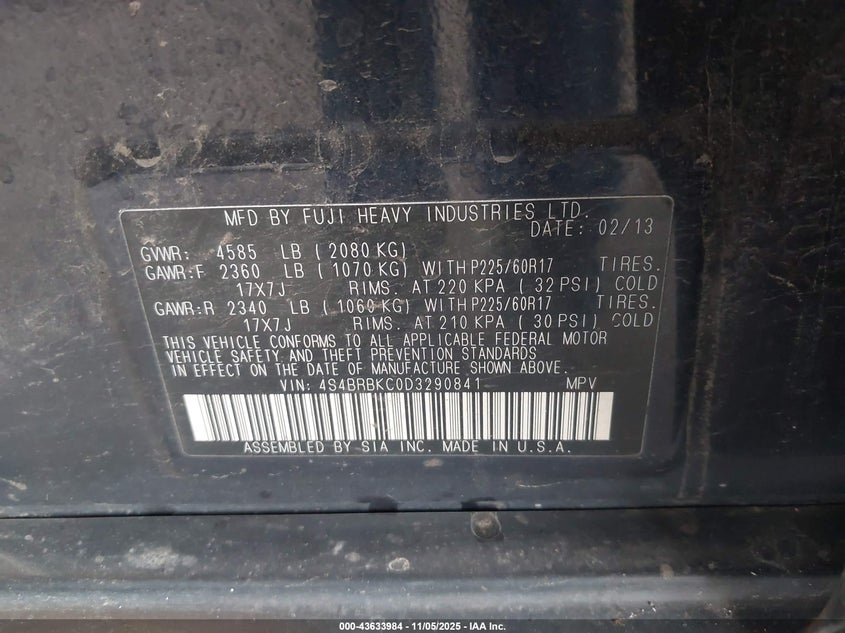 MFD BY FUJI HEAVY INDUSTRIES LTD.
DATE: 02/13
GVWR: 4585 LB (2080 KG)
GAWR:F 2360 LB (1070 KG) WITH P225/60R17 TIRES.
17X7J RIMS. AT 220 KPA (32 PSI) COLD
GAWR:R 2340 LB (1060 KG) WITH P225/60R17 TIRES.
17X7J RIMS. AT 210 KPA (30 PSI) COLD
THIS VEHICLE CONFORMS TO ALL APPLICABLE FEDERAL MOTOR
VEHICLE SAFETY AND THEFT PREVENTION STANDARDS
IN EFFECT ON THE DATE OF MANUFACTURE SHOWN ABOVE.
VIN: 4S4BRBKC0D3290841 MPV
ASSEMBLED BY SIA INC. MADE IN U.S.A.
000-43633984 - 11/05/2025 - IAA Inc.